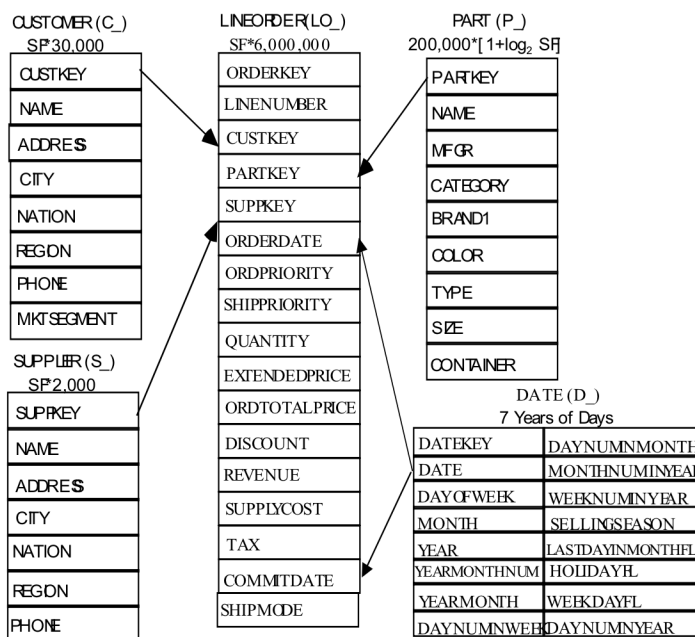 CUSTOMER (C_)
SF*30,000
CUSTKEY
NAME
ADDRESS
CITY
NATION
REGION
PHONE
MKTSEGMENT
SUPPLIER (S_)
SF*2,000
SUPPKEY
NAME
ADDRESS
CITY
NATION
REGION
PHONE
LINEORDER(LO_)
SF*6,000,000
ORDERKEY
LINENUMBER
CUSTKEY
PARTKEY
SUPPKEY
ORDERDATE
ORDPRIORITY
SHIPPRIORITY
QUANTITY
EXTENDEDPRICE
ORDTOTALPRICE
DISCOUNT
REVENUE
SUPPLYCOST
TAX
COMMITDATE
SHIPMODE
PART (P_)
200,000*[1+log₂ SF]
PARTKEY
NAME
MFGR
CATEGORY
BRAND1
COLOR
TYPE
SIZE
CONTAINER
DATE (D_)
7 Years of Days
DATEKEY DAYNUMINMONTH
DATE MONTHNUMINYEAR
DAYOFWEEK WEEKNUMINYEAR
MONTH SELLINGSEASON
YEAR LASTDAYINMONTHFL
YEARMONTHNUM HOLIDAYFL
YEARMONTH WEEKDAYFL
DAYNUMINWEEK DAYNUMINYEAR